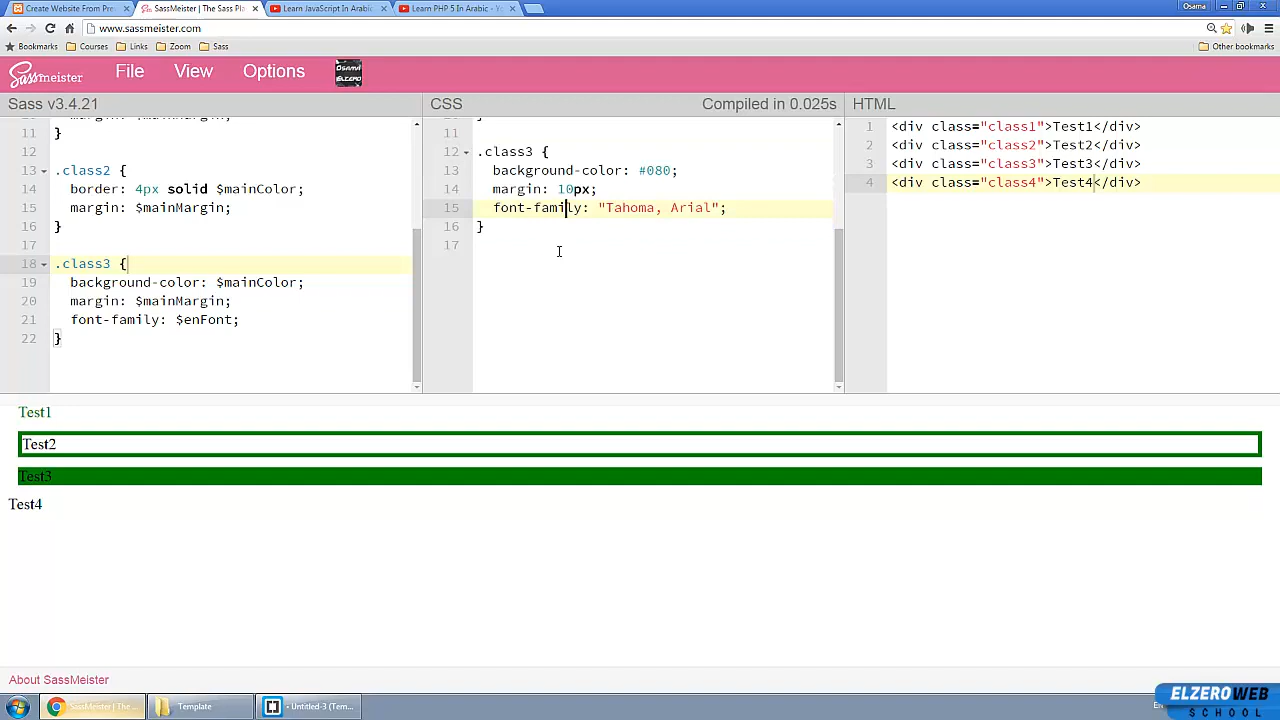 Create Website From Pre
SassMeister | The Sass Pla
Learn JavaScript In Arabic
Learn PHP 5 In Arabic - Yo
Osama
www.sassmeister.com
Bookmarks
Courses
Links
Zoom
Sass
Other bookmarks
Sassmeister
File
View
Options
OSAMA
ELZERO
Sass v3.4.21
11 }
12
13 .class2 {
14 border: 4px solid $mainColor;
15 margin: $mainMargin;
16 }
17
18 .class3 {
19 background-color: $mainColor;
20 margin: $mainMargin;
21 font-family: $enFont;
22 }
CSS
Compiled in 0.025s
11
12 .class3 {
13 background-color: #080;
14 margin: 10px;
15 font-family: "Tahoma, Arial";
16 }
17
HTML
1 <div class="class1">Test1</div>
2 <div class="class2">Test2</div>
3 <div class="class3">Test3</div>
4 <div class="class4">Test4</div>
Test1
Test2
Test3
Test4
About SassMeister
SassMeister | The ...
Template
- Untitled-3 (Tem...
ELZEROWEB
SCHOOL